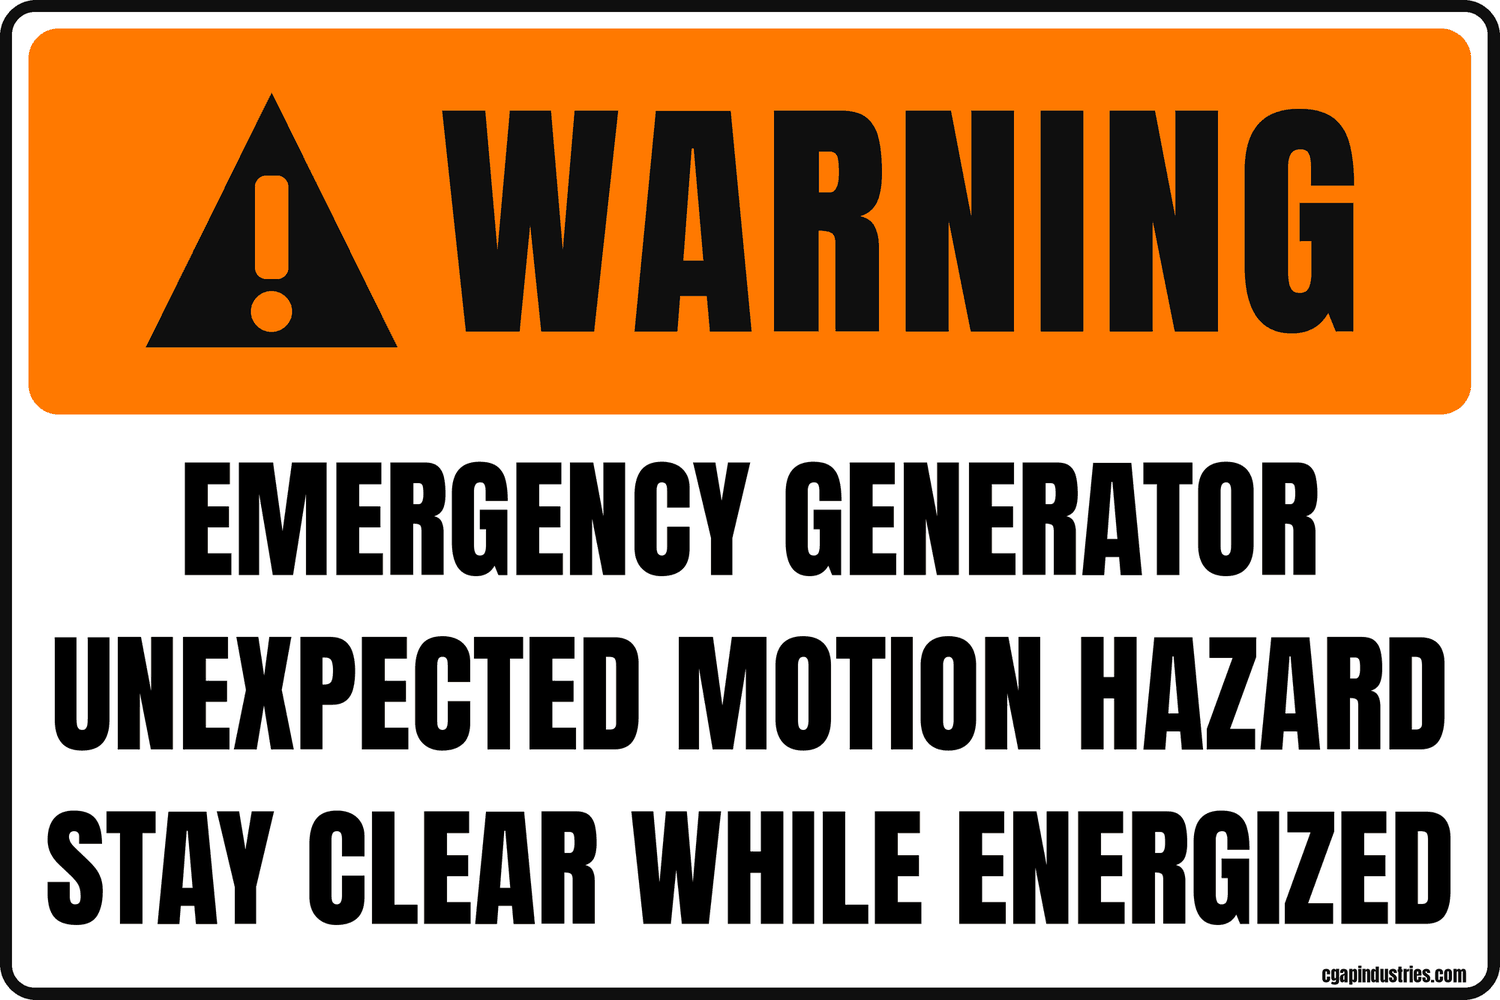 WARNING
EMERGENCY GENERATOR
UNEXPECTED MOTION HAZARD
STAY CLEAR WHILE ENERGIZED
cgapindustries.com